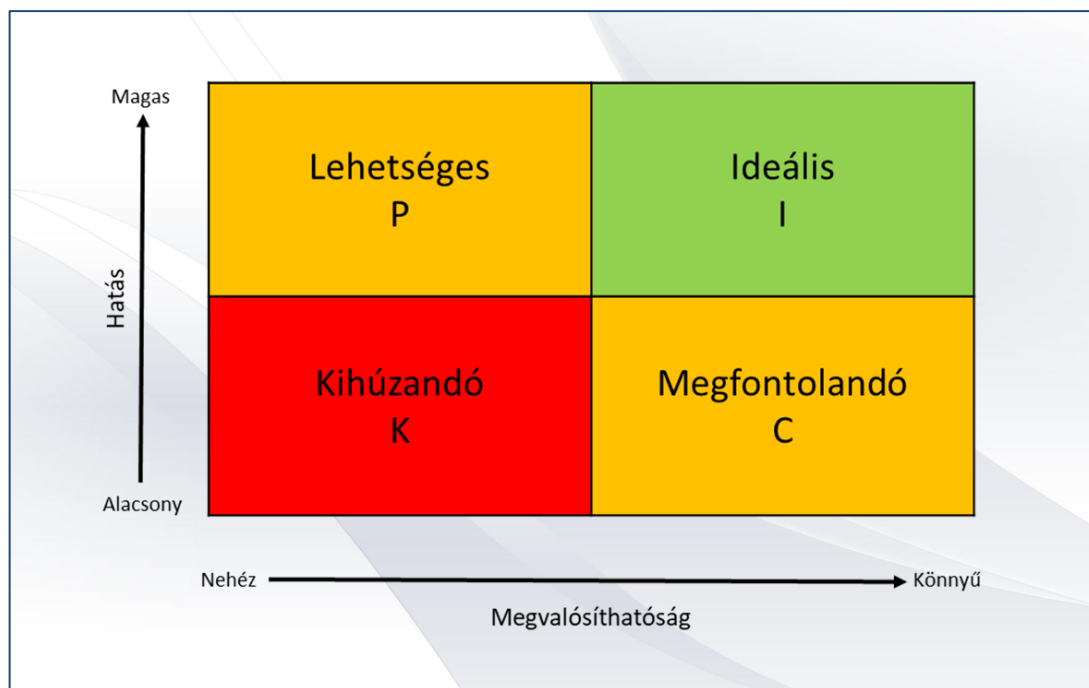 Magas
Lehetséges
P
Ideális
I
Hatás
Kihúzandó
K
Megfontolandó
C
Alacsony
Nehéz
Könnyű
Megvalósíthatóság